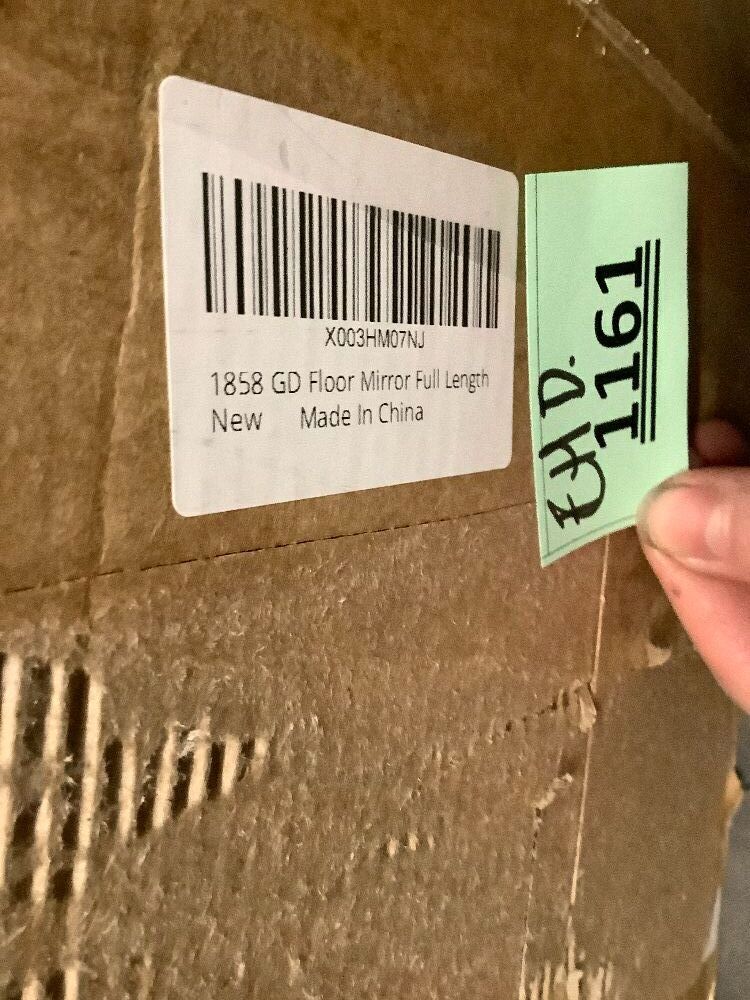 X003HM07NJ
1858 GD Floor Mirror Full Length
New Made In China
1161
EHD.